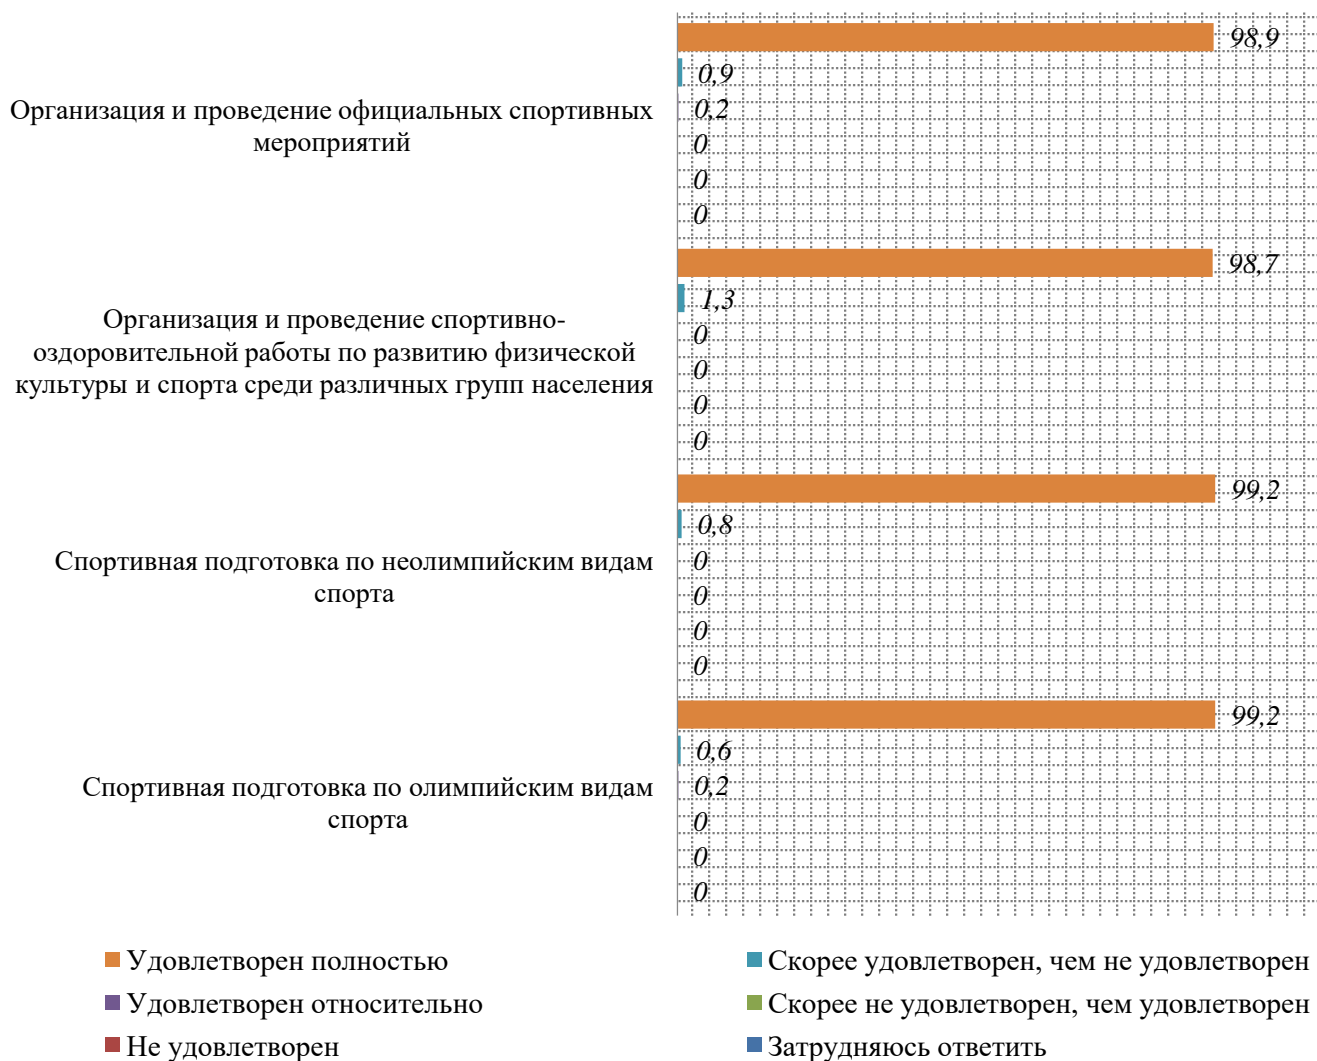 98,9
0,9
Организация и проведение официальных спортивных
мероприятий
0,2
0
0
0
98,7
1,3
Организация и проведение спортивно-
оздоровительной работы по развитию физической
культуры и спорта среди различных групп населения
0
0
0
0
99,2
0,8
Спортивная подготовка по неолимпийским видам
спорта
0
0
0
0
99,2
0,6
Спортивная подготовка по олимпийским видам
спорта
0,2
0
0
0
Удовлетворен полностью
Скорее удовлетворен, чем не удовлетворен
Удовлетворен относительно
Скорее не удовлетворен, чем удовлетворен
Не удовлетворен
Затрудняюсь ответить